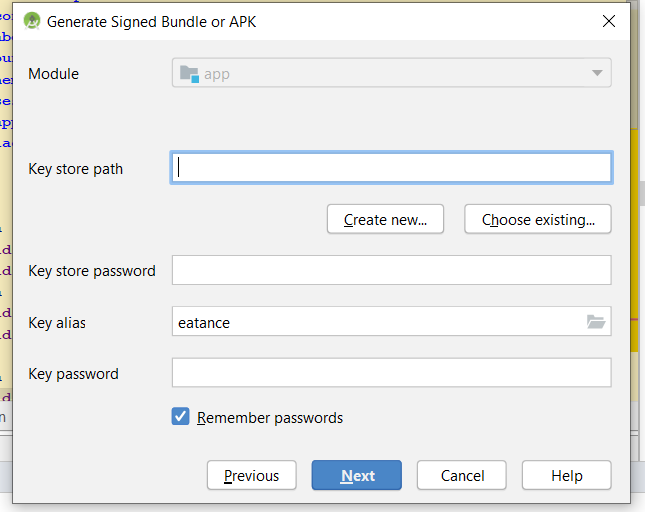 Generate Signed Bundle or APK
Module
app
Key store path
Create new... Choose existing...
Key store password
Key alias eatance
Key password
Remember passwords
Previous Next Cancel Help